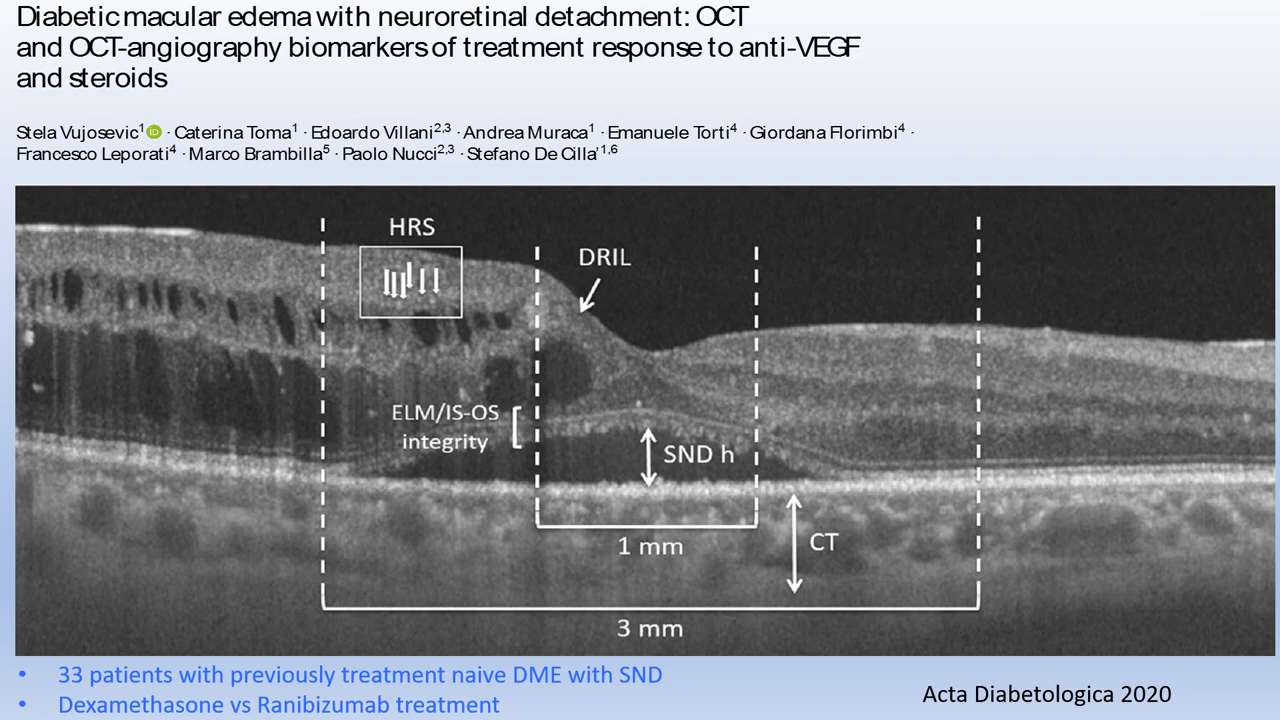 Diabetic macular edema with neuroretinal detachment: OCT
and OCT-angiography biomarkers of treatment response to anti-VEGF
and steroids
Stela Vujosevic1 iD · Caterina Toma1 · Edoardo Villani2,3 · Andrea Muraca1 · Emanuele Torti4 · Giordana Florimbi4 ·
Francesco Leporati4 · Marco Brambilla5 · Paolo Nucci2,3 · Stefano De Cilla'1,6
HRS
DRIL
ELM/IS-OS
integrity
SND h
1 mm
CT
3 mm
• 33 patients with previously treatment naive DME with SND
• Dexamethasone vs Ranibizumab treatment
Acta Diabetologica 2020